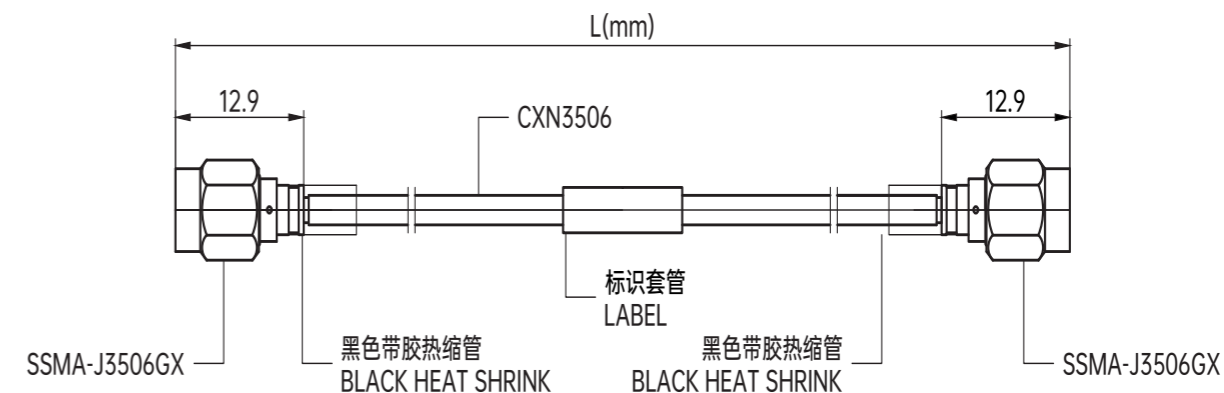 L(mm)
12.9
12.9
CXN3506
标识套管
LABEL
黑色带胶热缩管
BLACK HEAT SHRINK
黑色带胶热缩管
BLACK HEAT SHRINK
SSMA-J3506GX
SSMA-J3506GX